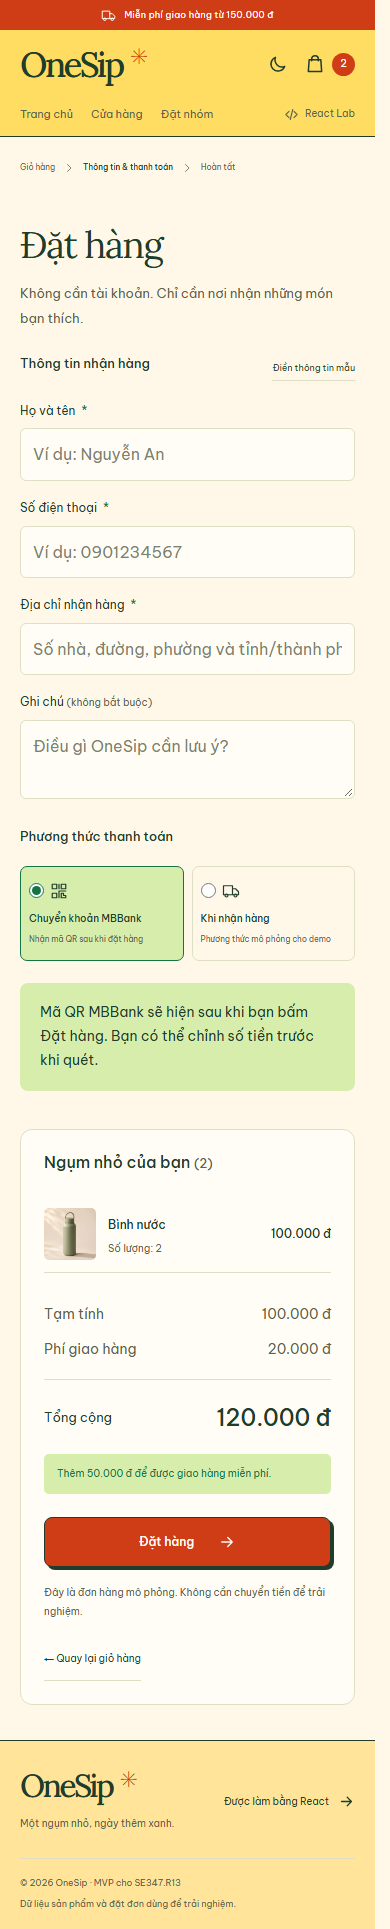 Miễn phí giao hàng từ 150.000 đ
OneSip
2
Trang chủ Cửa hàng Đặt nhóm React Lab
Giỏ hàng Thông tin & thanh toán Hoàn tất
Đặt hàng
Không cần tài khoản. Chỉ cần nơi nhận những món
bạn thích.
Thông tin nhận hàng
Điền thông tin mẫu
Họ và tên *
Ví dụ: Nguyễn An
Số điện thoại *
Ví dụ: 0901234567
Địa chỉ nhận hàng *
Số nhà, đường, phường và tỉnh/thành ph
Ghi chú (không bắt buộc)
Điều gì OneSip cần lưu ý?
Phương thức thanh toán
Chuyển khoản MBBank
Nhận mã QR sau khi đặt hàng
Khi nhận hàng
Phương thức mô phỏng cho demo
Mã QR MBBank sẽ hiện sau khi bạn bấm
Đặt hàng. Bạn có thể chỉnh số tiền trước
khi quét.
Ngụm nhỏ của bạn (2)
Bình nước
Số lượng: 2
100.000 đ
Tạm tính 100.000 đ
Phí giao hàng 20.000 đ
Tổng cộng 120.000 đ
Thêm 50.000 đ để được giao hàng miễn phí.
Đặt hàng →
Đây là đơn hàng mô phỏng. Không cần chuyển tiền để trải
nghiệm.
← Quay lại giỏ hàng
OneSip
Một ngụm nhỏ, ngày thêm xanh.
Được làm bằng React →
© 2026 OneSip · MVP cho SE347.R13
Dữ liệu sản phẩm và đặt đơn dùng để trải nghiệm.